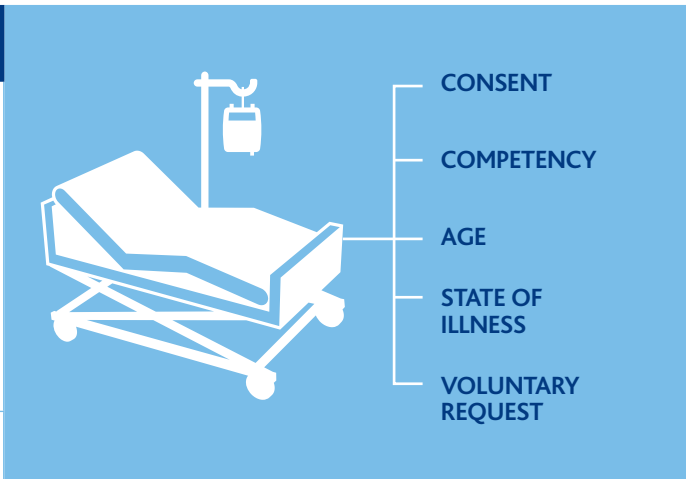 CONSENT
COMPETENCY
AGE
STATE OF
ILLNESS
VOLUNTARY
REQUEST